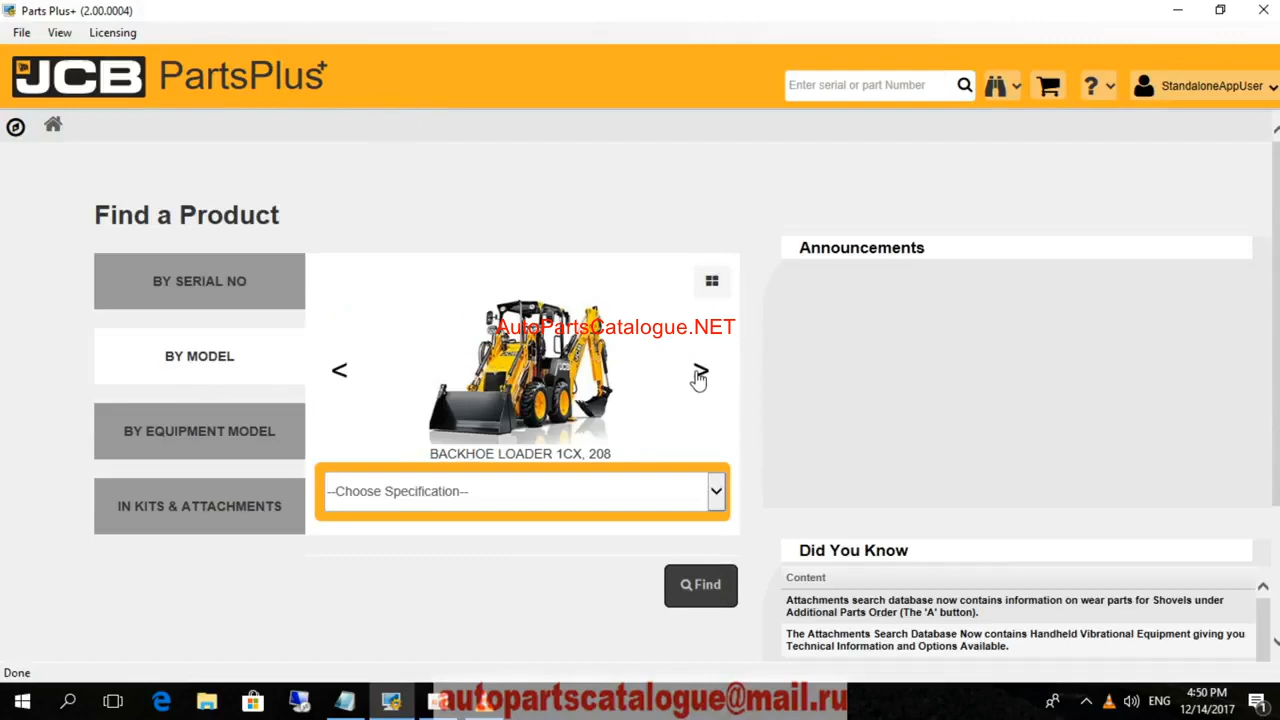 Parts Plus+ (2.00.0004)
File View Licensing
JCB PartsPlus+
Enter serial or part Number
? StandaloneAppUser
Find a Product
BY SERIAL NO
BY MODEL
BY EQUIPMENT MODEL
IN KITS & ATTACHMENTS
AutoPartsCatalogue.NET
< >
JCB
BACKHOE LOADER 1CX, 208
--Choose Specification--
Find
Announcements
Did You Know
Content
Attachments search database now contains information on wear parts for Shovels under
Additional Parts Order (The 'A' button).
The Attachments Search Database Now contains Handheld Vibrational Equipment giving you
Technical Information and Options Available.
Done
autopartscatalogue@mail.ru
ENG
4:50 PM
12/14/2017
1